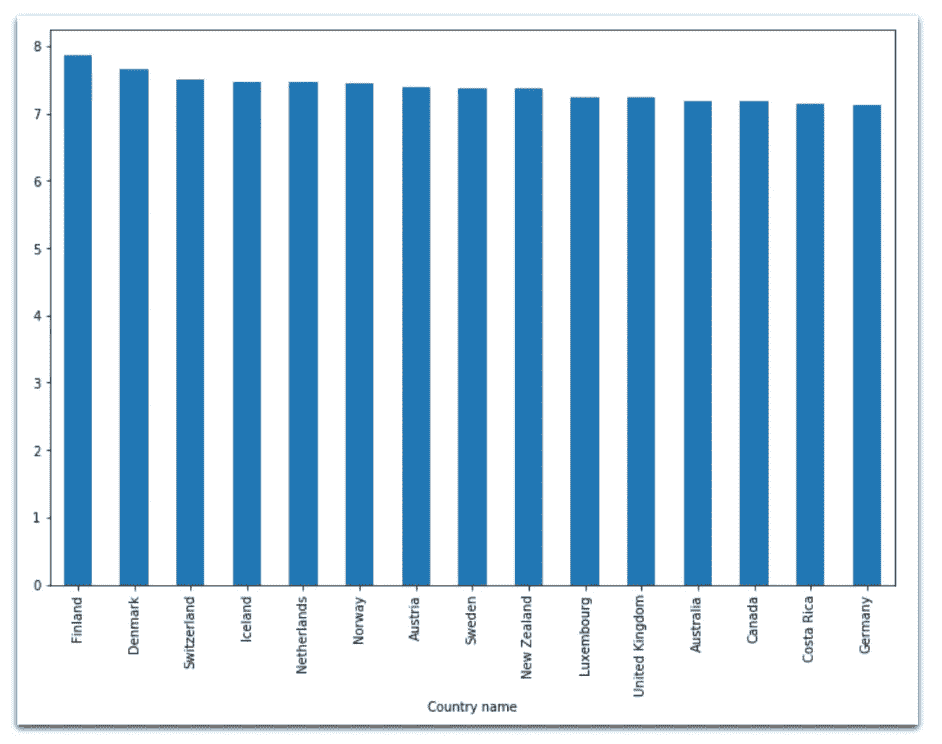 8
7
6
5
4
3
2
1
0
Finland
Denmark
Switzerland
Iceland
Netherlands
Norway
Austria
Sweden
New Zealand
Luxembourg
United Kingdom
Australia
Canada
Costa Rica
Germany
Country name